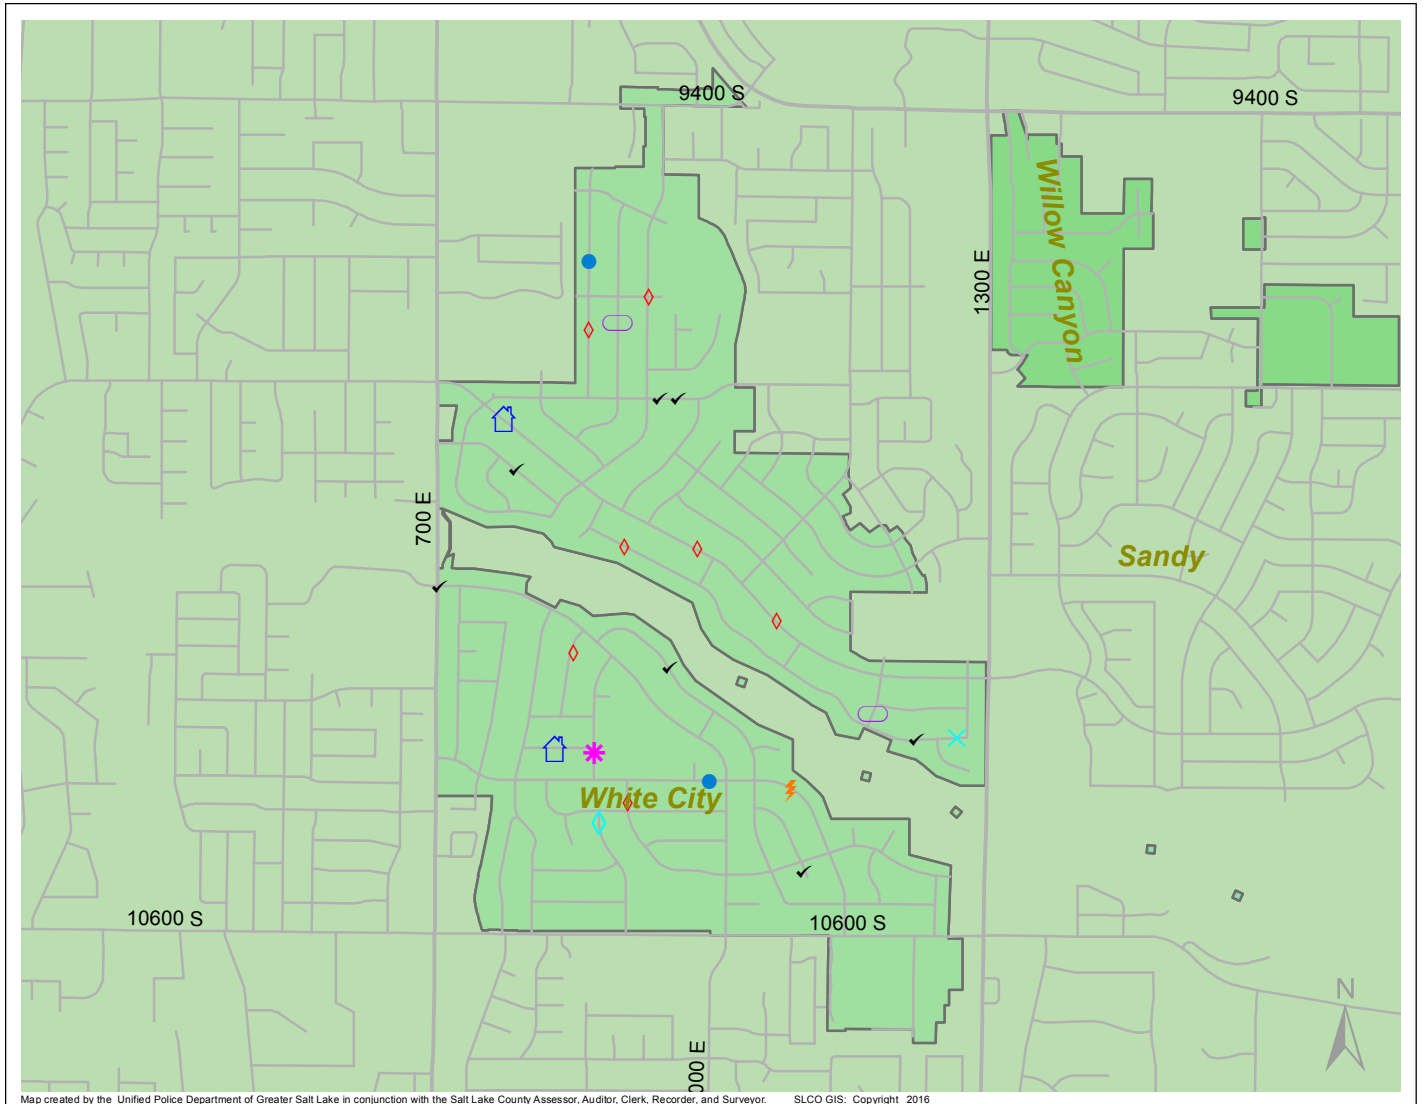 9400 S
9400 S
Willow Canyon
1300 E
700 E
Sandy
White City
10600 S
10600 S
N
000 E
Map created by the Unified Police Department of Greater Salt Lake in conjunction with the Salt Lake County Assessor, Auditor, Clerk, Recorder, and Surveyor. SLCO GIS: Copyright 2016